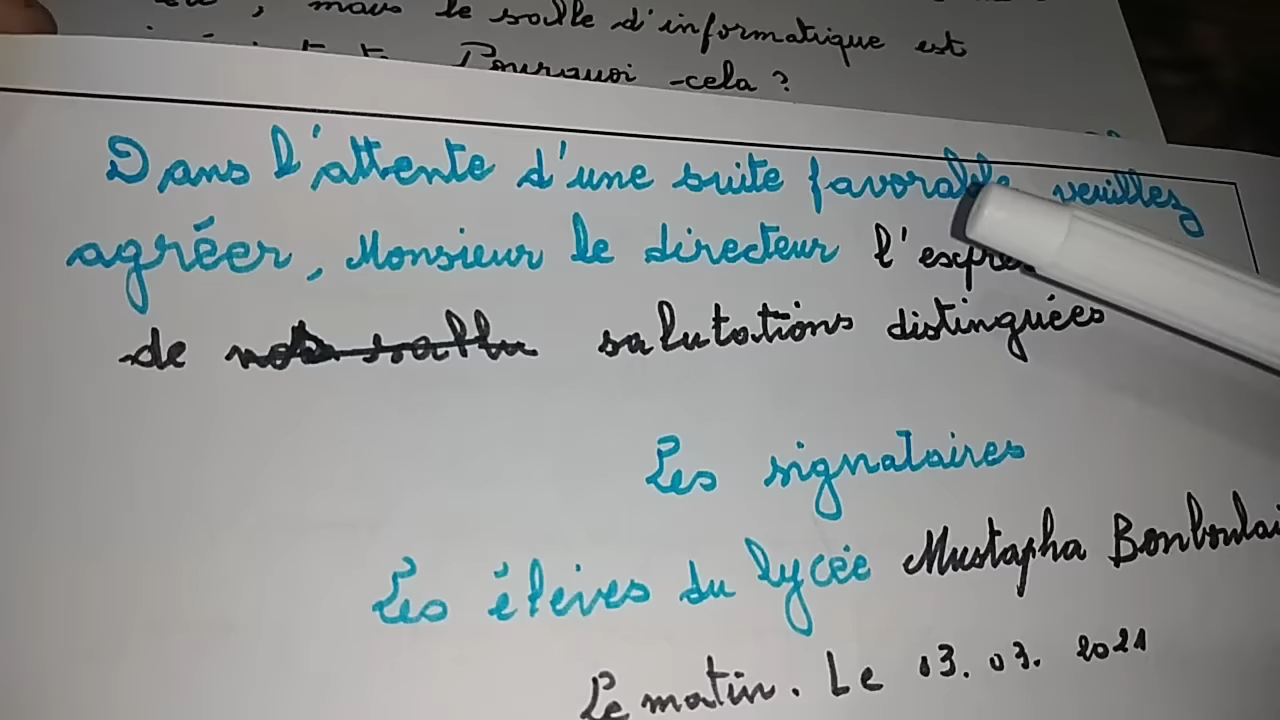 , mais le salle d'informatique est
Pourquoi cela ?
Dans l'attente d'une suite favorable, veuillez
agréer, Monsieur le directeur l'expre
de salutations distinguées
Les signataires
Les élèves du lycée Mustapha Benboulai
Le matin. Le 03.03. 2021